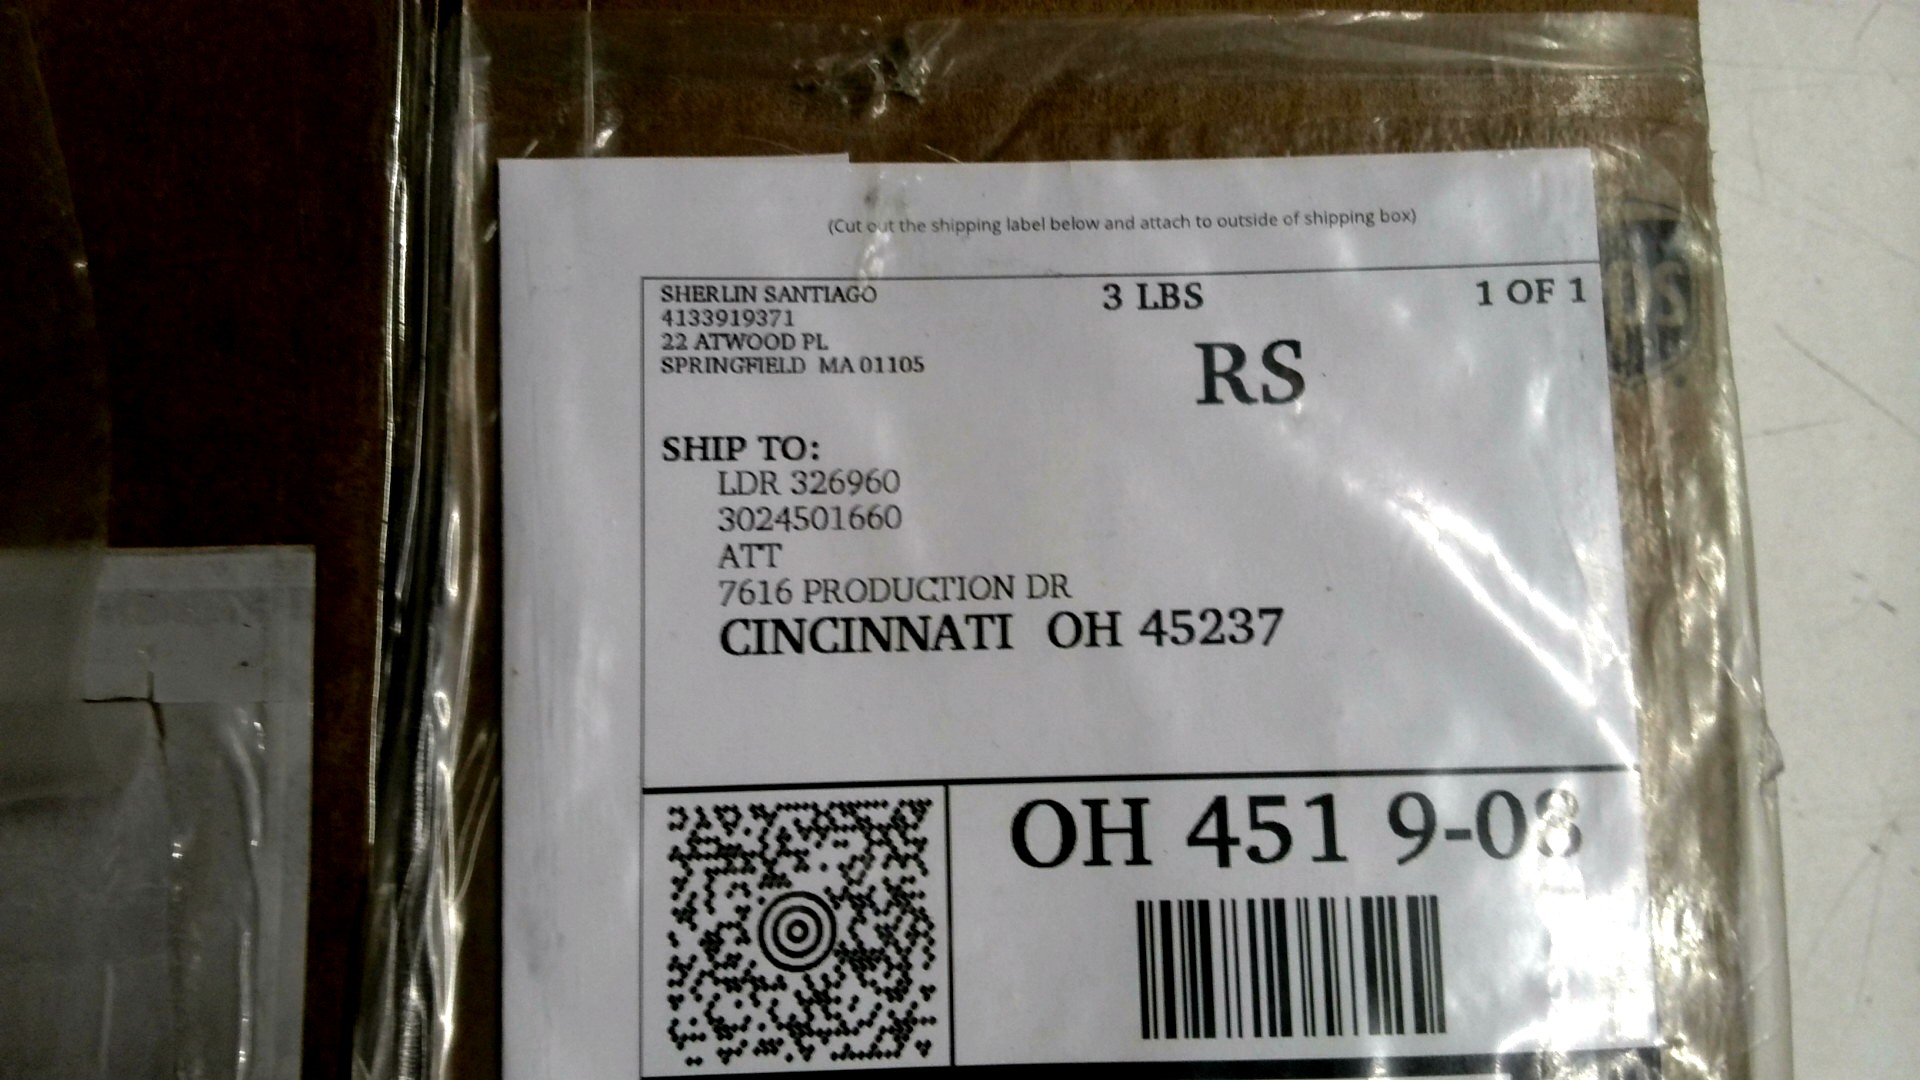 (Cut out the shipping label below and attach to outside of shipping box)
SHERLIN SANTIAGO
4133919371
22 ATWOOD PL
SPRINGFIELD MA 01105
3 LBS
1 OF 1
RS
SHIP TO:
LDR 326960
3024501660
ATT
7616 PRODUCTION DR
CINCINNATI OH 45237
OH 451 9-08